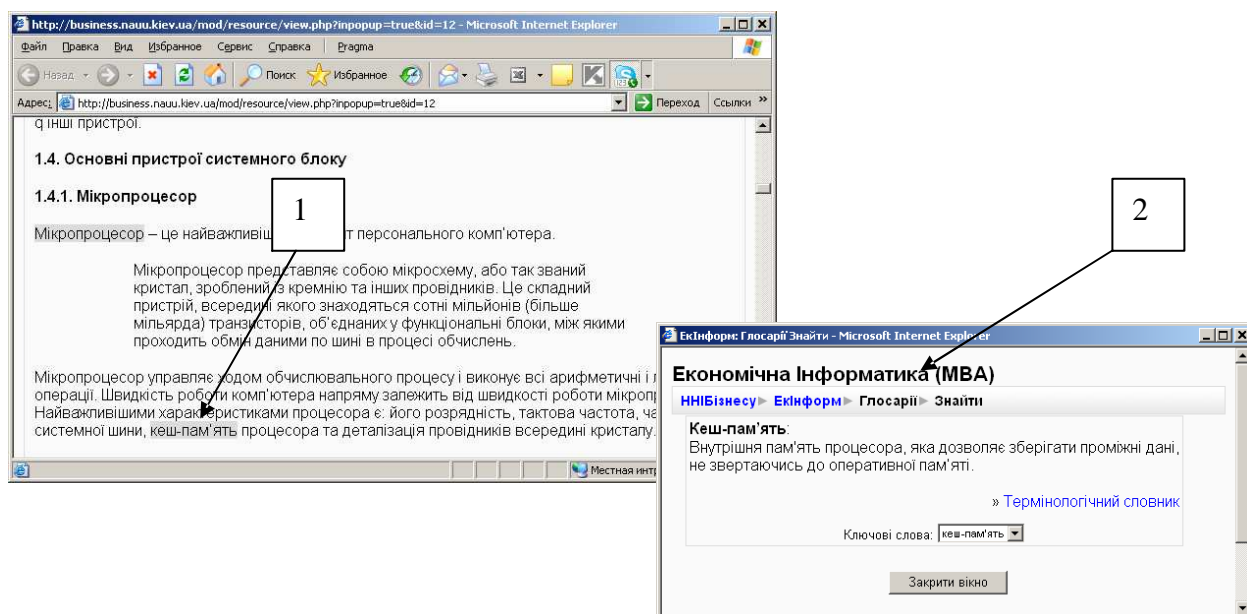 http://business.nauu.kiev.ua/mod/resource/view.php?inpopup=true&id=12 - Microsoft Internet Explorer
Файл Правка Вид Избранное Сервис Справка Pragma
Назад Поиск Избранное 123
Адрес: http://business.nauu.kiev.ua/mod/resource/view.php?inpopup=true&id=12 Переход Ссылки »
q інші пристрої.
1.4. Основні пристрої системного блоку
1.4.1. Мікропроцесор
1
Мікропроцесор – це т персонального комп'ютера.
Мікропроцесор представляє собою мікросхему, або так званий
кристал, зроблений із кремнію та інших провідників. Це складний
пристрій, всередині якого знаходяться сотні мільйонів (більше
мільярда) транзисторів, об'єднаних у функціональні блоки, між якими
проходить обмін даними по шині в процесі обчислень.
Мікропроцесор управляє ходом обчислювального процесу і виконує всі арифметичні і
операції. Швидкість роботи комп'ютера напряму залежить від швидкості роботи
Найважливішими характеристиками процесора є: його розрядність, тактова частота,
системної шини, кеш-пам'ять процесора та деталізація провідників всередині кристалу.
Местная
2
ЕкІнформ: Глосарії Знайти - Microsoft Internet Explorer
Економічна Інформатика (MBA)
ННІБізнесу ► ЕкІнформ ► Глосарії ► Знайти
Кеш-пам'ять:
Внутрішня пам'ять процесора, яка дозволяє зберігати проміжні дані,
не звертаючись до оперативної пам'яті.
» Термінологічний словник
Ключові слова: кеш-пам'ять
Закрити вікно